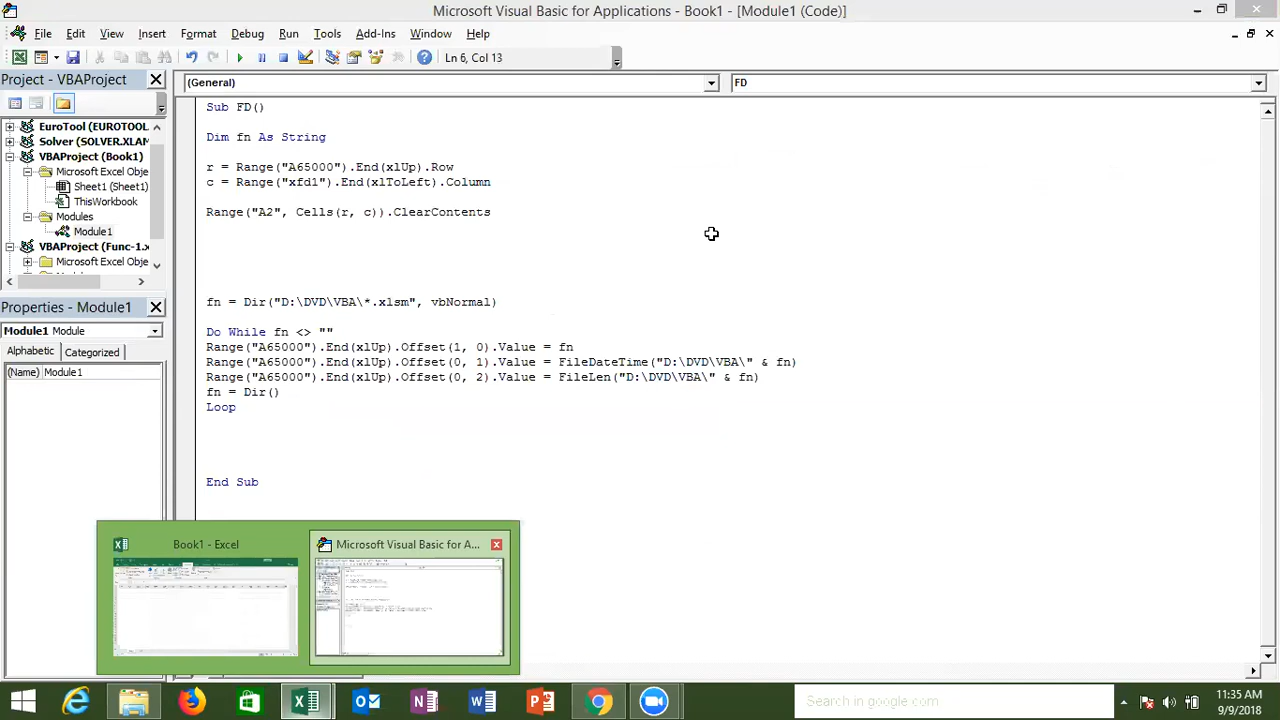 Microsoft Visual Basic for Applications - Book1 - [Module1 (Code)]
File Edit View Insert Format Debug Run Tools Add-Ins Window Help
Ln 6, Col 13
Project - VBAProject
(General) FD
EuroTool (EUROTOOL.
Solver (SOLVER.XLAM
VBAProject (Book1)
Microsoft Excel Obje
Sheet1 (Sheet1)
ThisWorkbook
Modules
Module1
VBAProject (Func-1.x
Microsoft Excel Obje
Properties - Module1
Module1 Module
Alphabetic Categorized
(Name) Module1
Sub FD()
Dim fn As String
r = Range("A65000").End(xlUp).Row
c = Range("xfd1").End(xlToLeft).Column
Range("A2", Cells(r, c)).ClearContents
fn = Dir("D:\DVD\VBA\*.xlsm", vbNormal)
Do While fn <> ""
Range("A65000").End(xlUp).Offset(1, 0).Value = fn
Range("A65000").End(xlUp).Offset(0, 1).Value = FileDateTime("D:\DVD\VBA\" & fn)
Range("A65000").End(xlUp).Offset(0, 2).Value = FileLen("D:\DVD\VBA\" & fn)
fn = Dir()
Loop
End Sub
Book1 - Excel
Microsoft Visual Basic for A...
Search in google.com
11:35 AM
9/9/2018